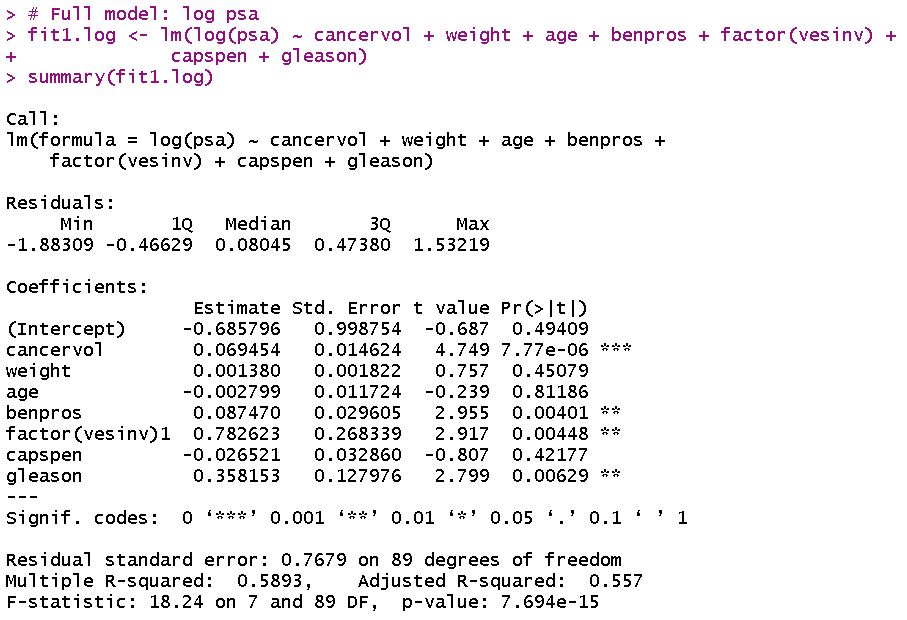 > # Full model: log psa
> fit1.log <- lm(log(psa) ~ cancervol + weight + age + benpros + factor(vesinv) +
+               capspen + gleason)
> summary(fit1.log)

Call:
lm(formula = log(psa) ~ cancervol + weight + age + benpros +
    factor(vesinv) + capspen + gleason)

Residuals:
     Min       1Q   Median       3Q      Max
-1.88309 -0.46629  0.08045  0.47380  1.53219

Coefficients:
                 Estimate Std. Error t value Pr(>|t|)
(Intercept)     -0.685796   0.998754  -0.687  0.49409
cancervol        0.069454   0.014624   4.749 7.77e-06 ***
weight           0.001380   0.001822   0.757  0.45079
age             -0.002799   0.011724  -0.239  0.81186
benpros          0.087470   0.029605   2.955  0.00401 **
factor(vesinv)1  0.782623   0.268339   2.917  0.00448 **
capspen         -0.026521   0.032860  -0.807  0.42177
gleason          0.358153   0.127976   2.799  0.00629 **
---
Signif. codes:  0 ‘***’ 0.001 ‘**’ 0.01 ‘*’ 0.05 ‘.’ 0.1 ‘ ’ 1

Residual standard error: 0.7679 on 89 degrees of freedom
Multiple R-squared:  0.5893,    Adjusted R-squared:  0.557
F-statistic: 18.24 on 7 and 89 DF,  p-value: 7.694e-15